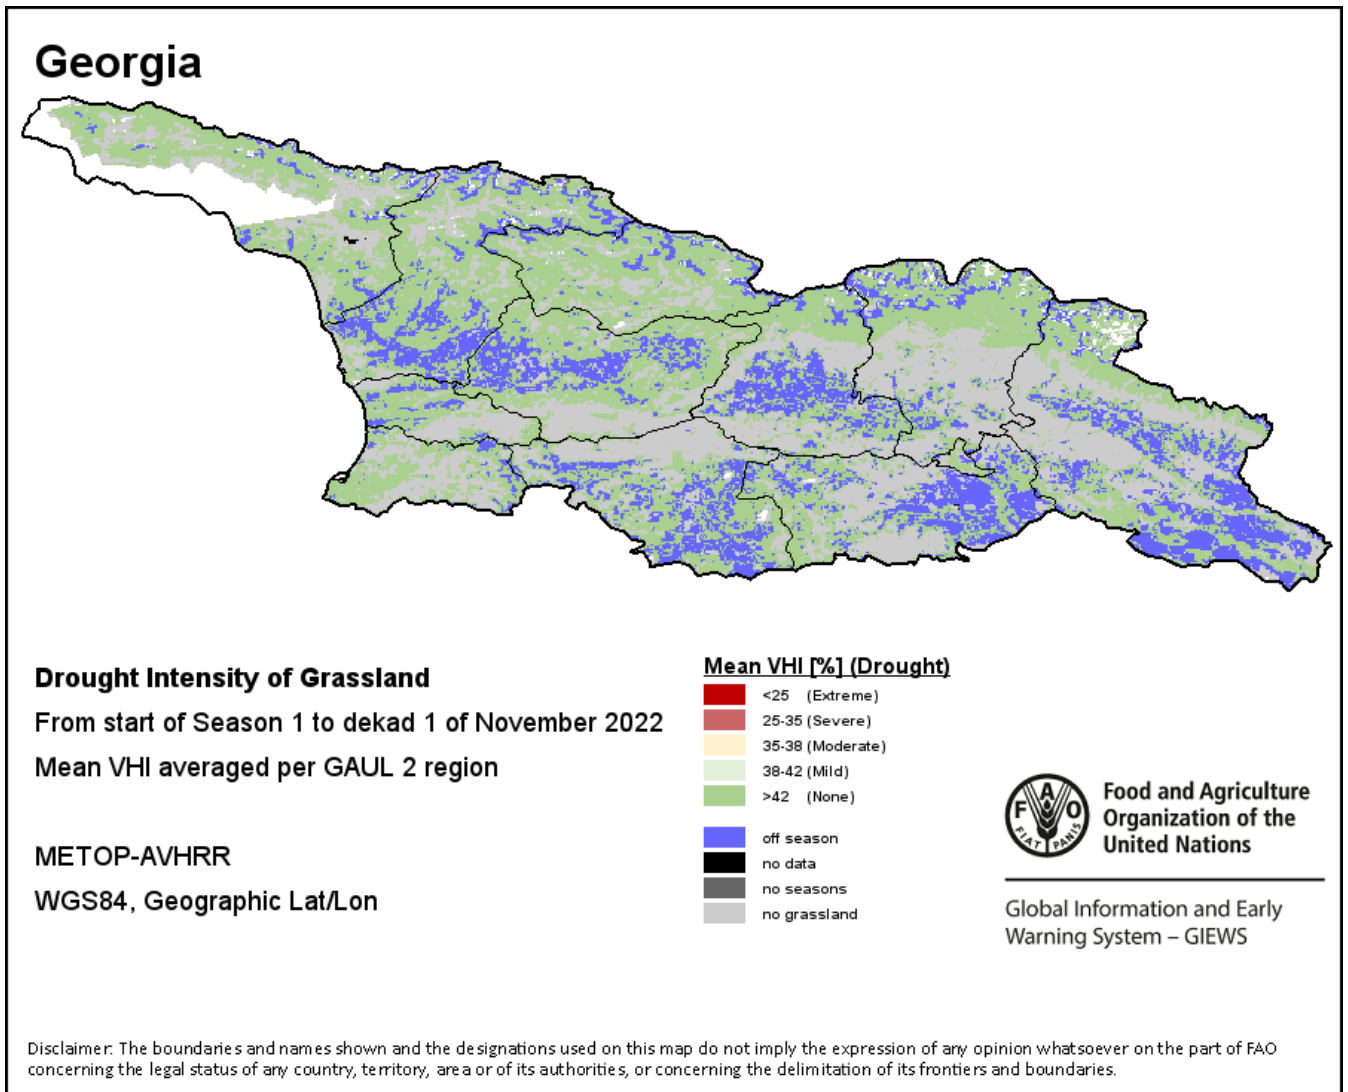 Georgia
Drought Intensity of Grassland
From start of Season 1 to dekad 1 of November 2022
Mean VHI averaged per GAUL 2 region
METOP-AVHRR
WGS84, Geographic Lat/Lon
Mean VHI [%] (Drought)
<25 (Extreme)
25-35 (Severe)
35-38 (Moderate)
38-42 (Mild)
>42 (None)
off season
no data
no seasons
no grassland
F A O
FIAT PANIS
Food and Agriculture
Organization of the
United Nations
Global Information and Early
Warning System – GIEWS
Disclaimer: The boundaries and names shown and the designations used on this map do not imply the expression of any opinion whatsoever on the part of FAO
concerning the legal status of any country, territory, area or of its authorities, or concerning the delimitation of its frontiers and boundaries.